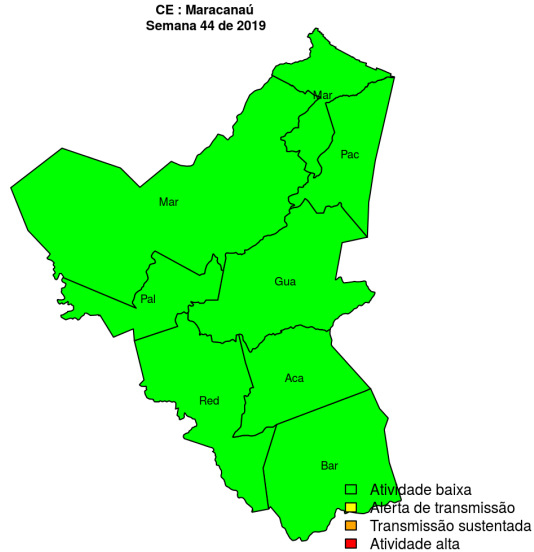 CE : Maracanaú
Semana 44 de 2019
Mar
Pac
Mar
Gua
Pal
Aca
Red
Bar
Atividade baixa
Alerta de transmissão
Transmissão sustentada
Atividade alta